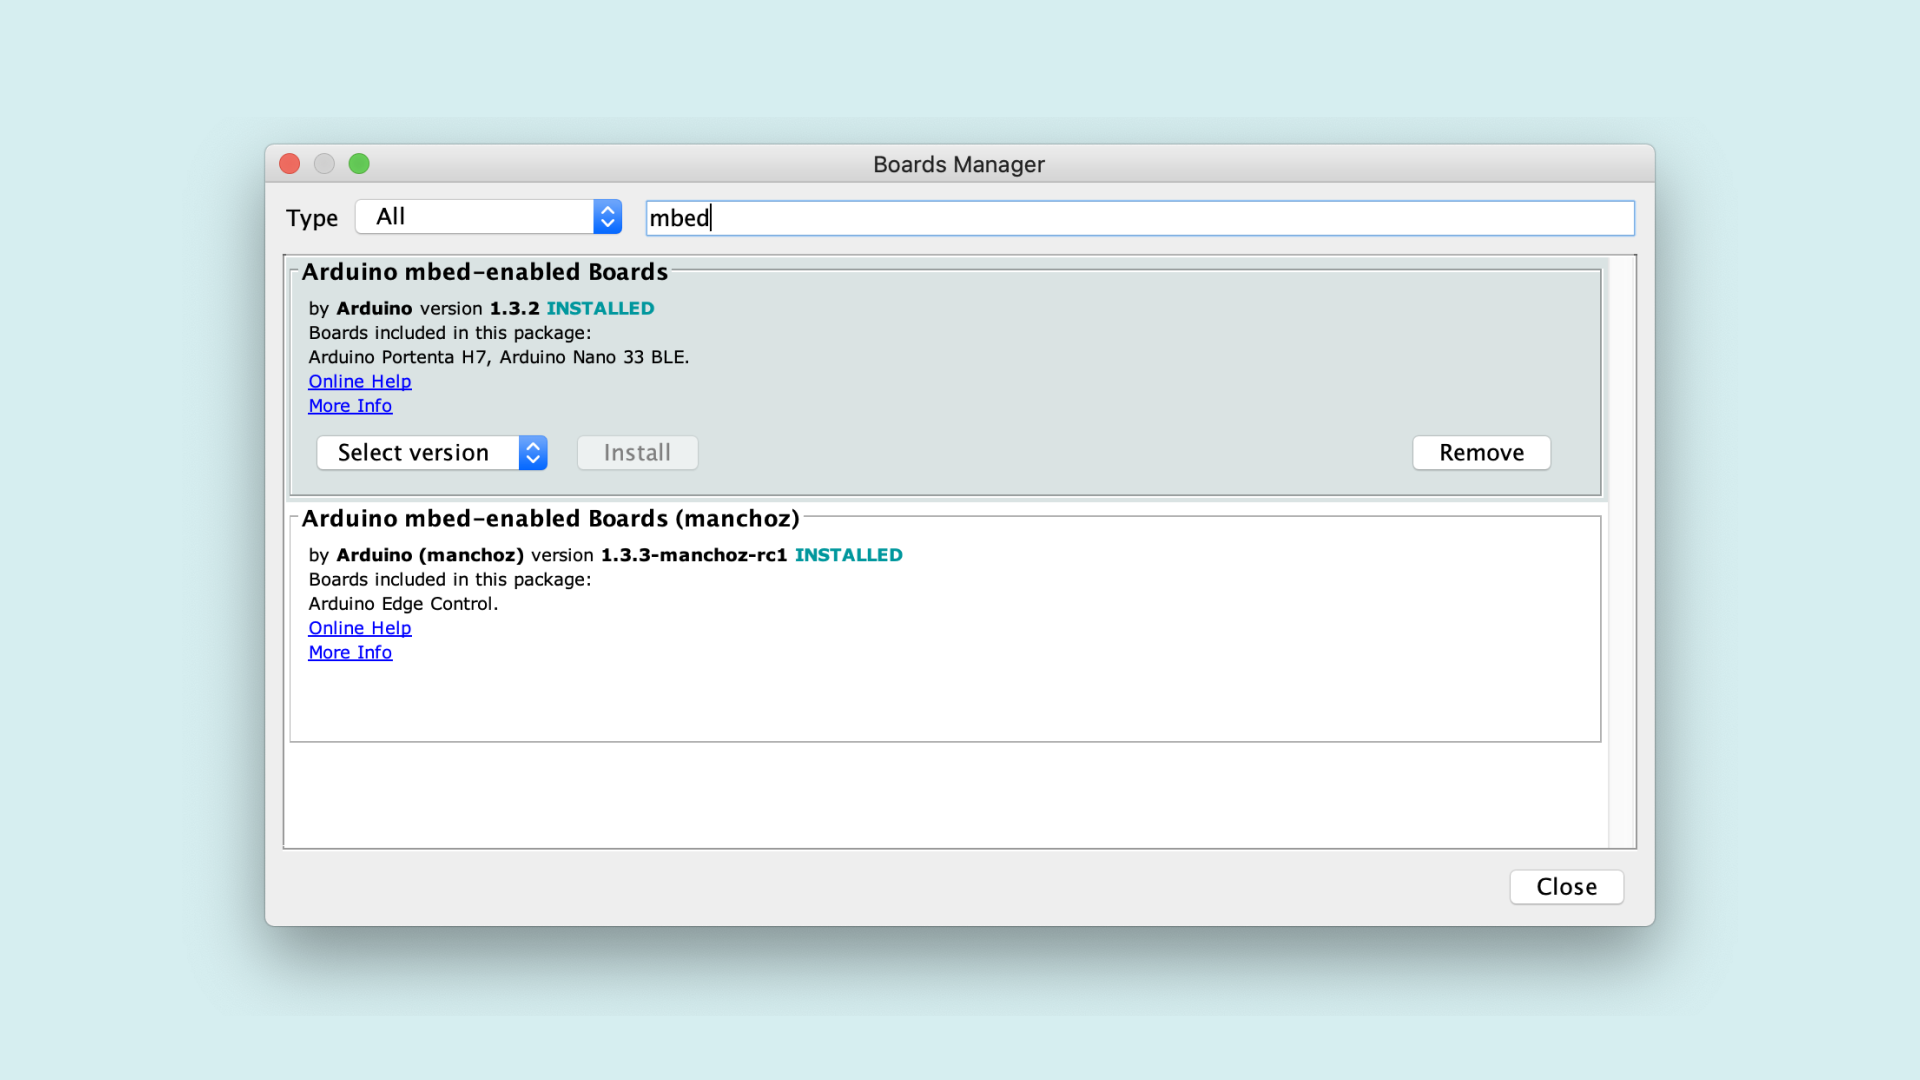 Boards Manager
Type All mbed
Arduino mbed-enabled Boards
by Arduino version 1.3.2 INSTALLED
Boards included in this package:
Arduino Portenta H7, Arduino Nano 33 BLE.
Online Help
More Info
Select version Install Remove
Arduino mbed-enabled Boards (manchoz)
by Arduino (manchoz) version 1.3.3-manchoz-rc1 INSTALLED
Boards included in this package:
Arduino Edge Control.
Online Help
More Info
Close